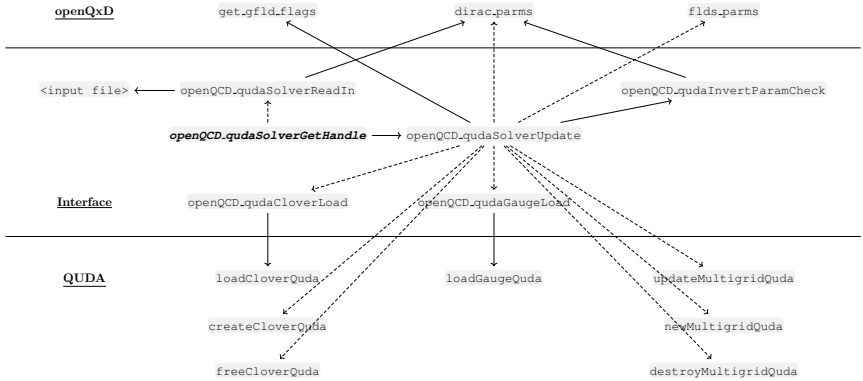 openQxD get_gfld_flags dirac_parms flds_parms
<input file> openQCD_qudaSolverReadIn openQCD_qudaInvertParamCheck
openQCD_qudaSolverGetHandle openQCD_qudaSolverUpdate
Interface openQCD_qudaCloverLoad openQCD_qudaGaugeLoad
QUDA loadCloverQuda loadGaugeQuda updateMultigridQuda
createCloverQuda newMultigridQuda
freeCloverQuda destroyMultigridQuda